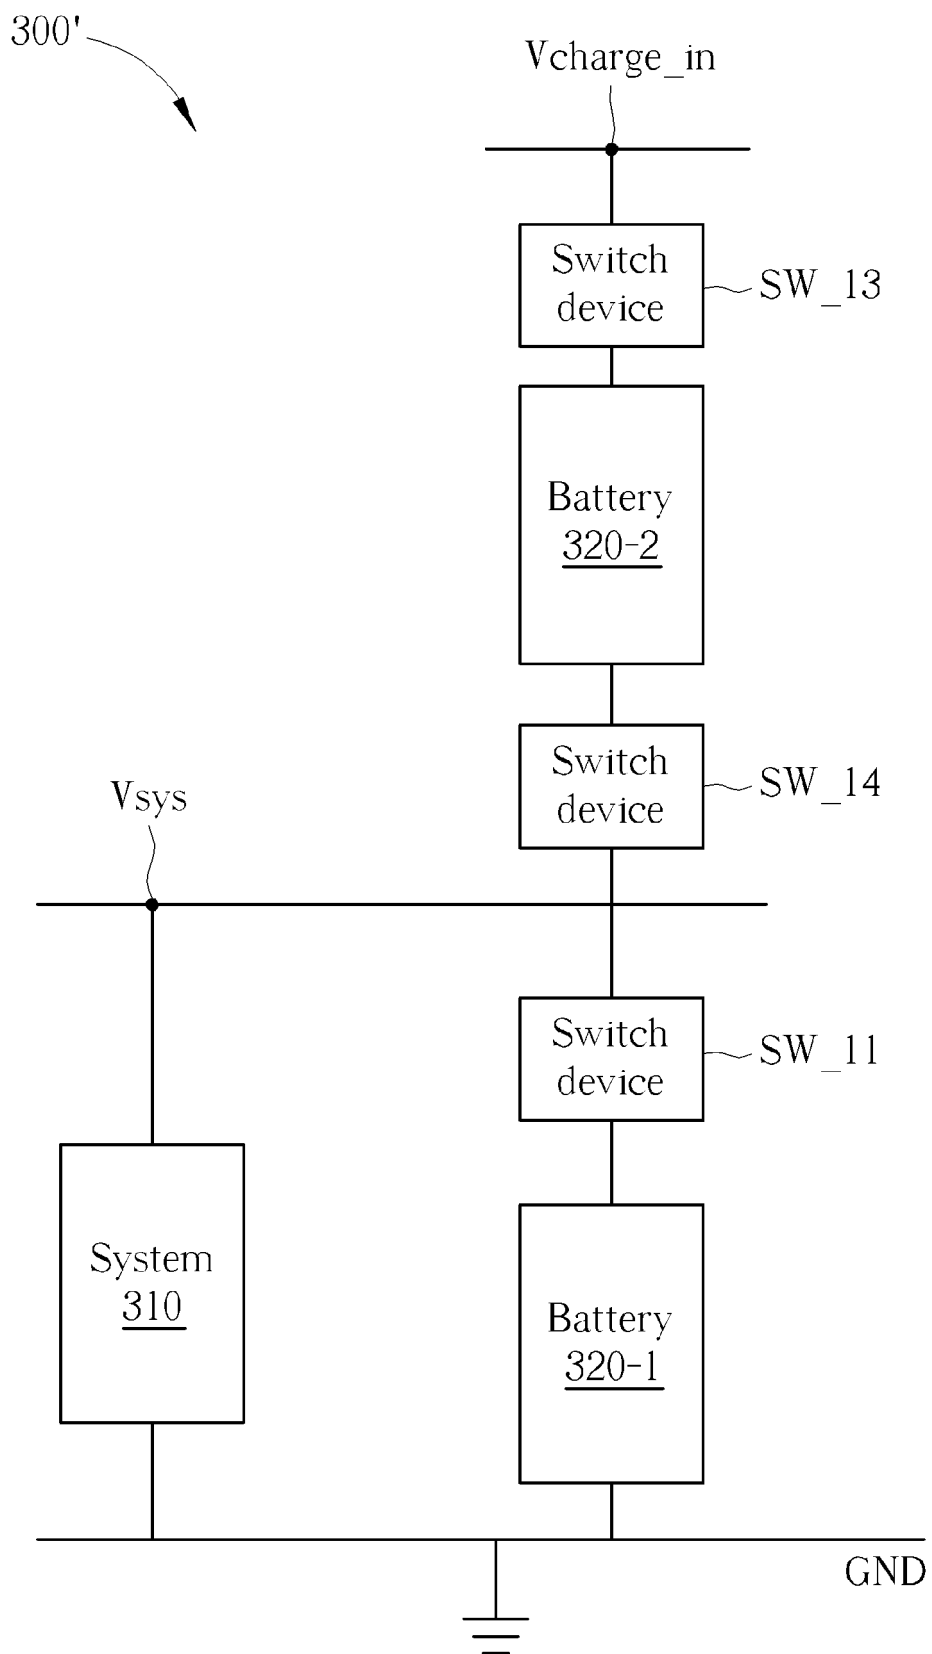 300'
Vcharge_in
Switch
device
SW_13
Battery
320-2
Switch
device
SW_14
Vsys
Switch
device
SW_11
System
310
Battery
320-1
GND